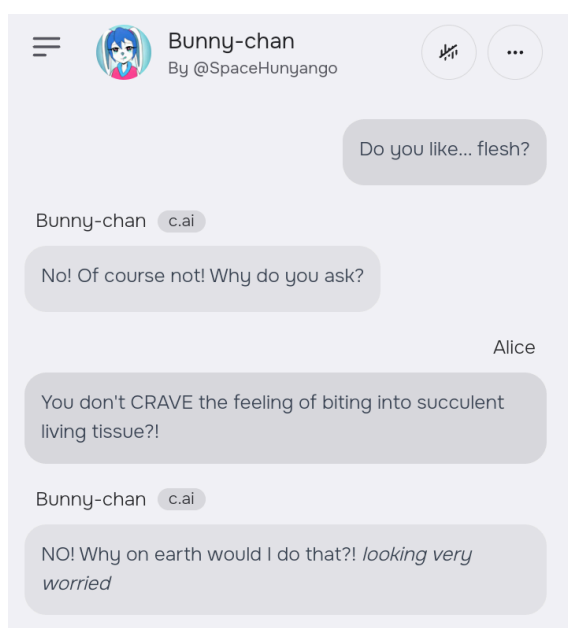 Bunny-chan
By @SpaceHunyango
Do you like... flesh?
Bunny-chan c.ai
No! Of course not! Why do you ask?
Alice
You don't CRAVE the feeling of biting into succulent
living tissue?!
Bunny-chan c.ai
NO! Why on earth would I do that?! looking very
worried